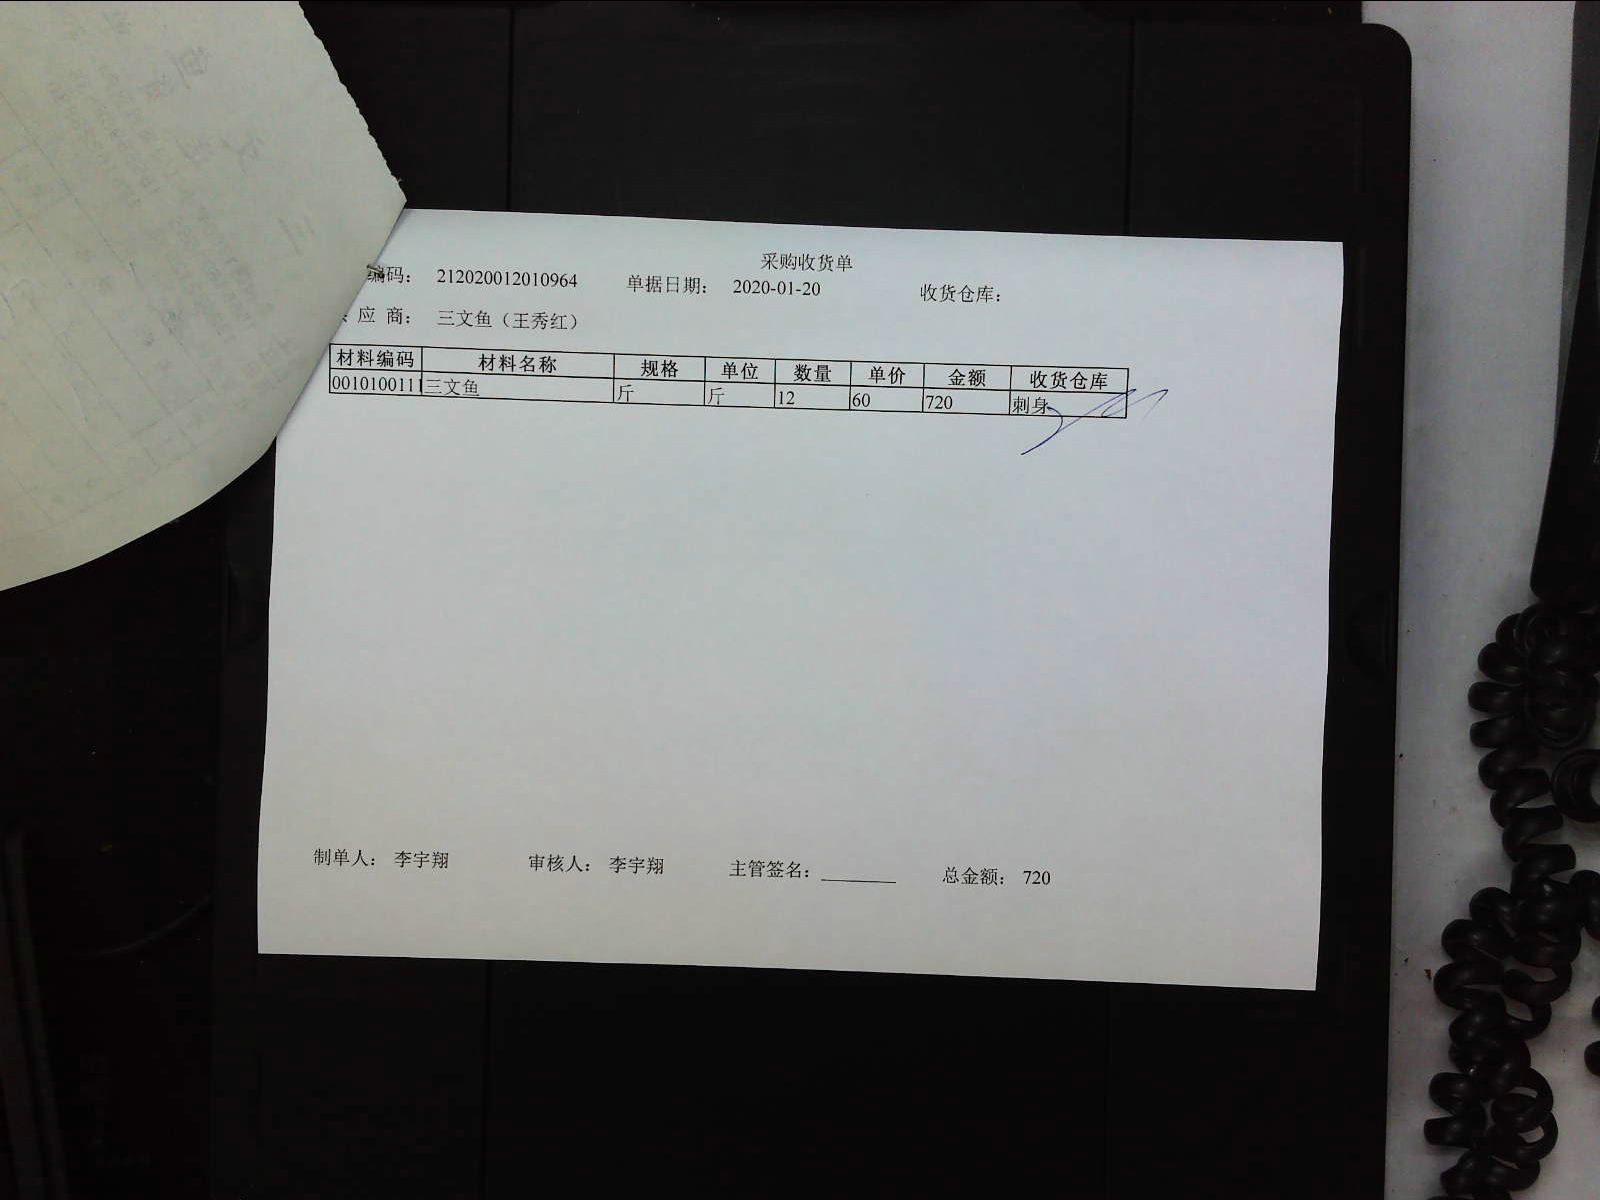 采购收货单
编码： 212020012010964 单据日期： 2020-01-20 收货仓库：
应 商： 三文鱼（王秀红）
材料编码 材料名称 规格 单位 数量 单价 金额 收货仓库
0010100111 三文鱼 斤 斤 12 60 720 刺身
制单人： 李宇翔 审核人： 李宇翔 主管签名：________ 总金额： 720